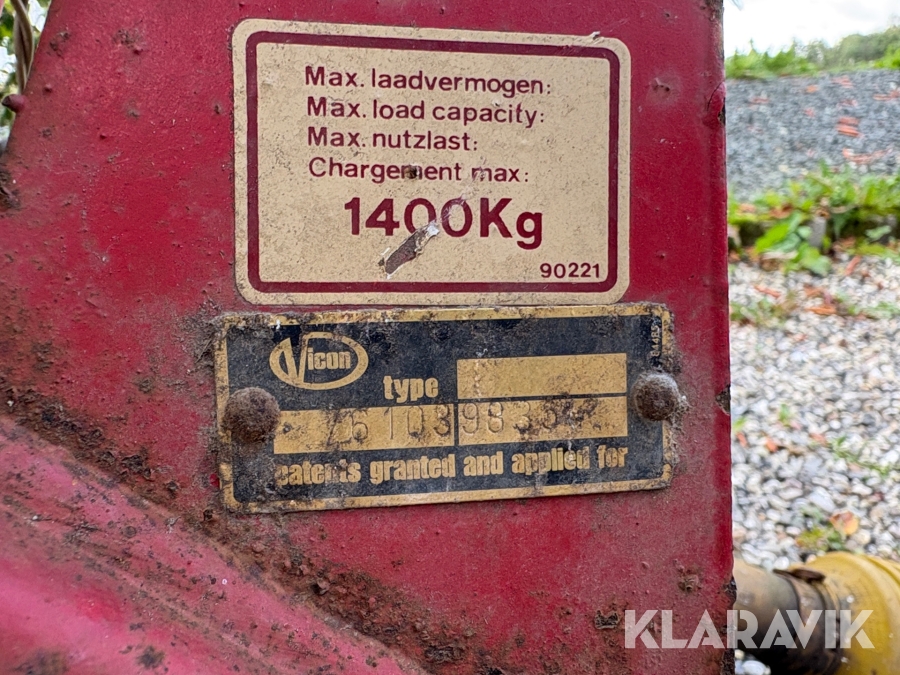 Max. laadvermogen:
Max. load capacity:
Max. nutzlast:
Chargement max:
1400Kg
90221
Vicon
type
patents granted and applied for
KLARAVIK